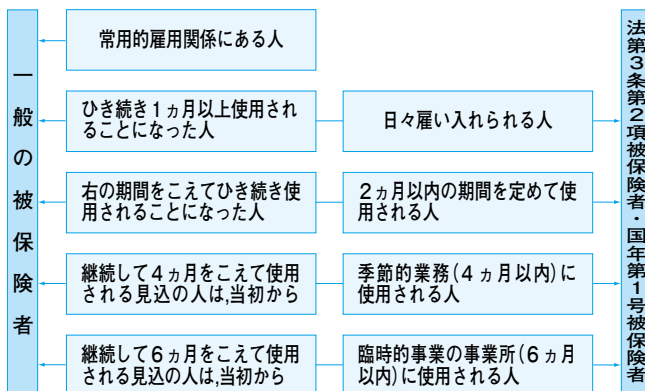 一般の被保険者
常用的雇用関係にある人
ひき続き1ヵ月以上使用され
ることになった人
日々雇い入れられる人
右の期間をこえてひき続き使
用されることになった人
2ヵ月以内の期間を定めて使
用される人
継続して4ヵ月をこえて使用
される見込の人は,当初から
季節的業務(4ヵ月以内)に
使用される人
継続して6ヵ月をこえて使用
される見込の人は,当初から
臨時的事業の事業所(6ヵ月
以内)に使用される人
法第3条第2項被保険者・国年第1号被保険者